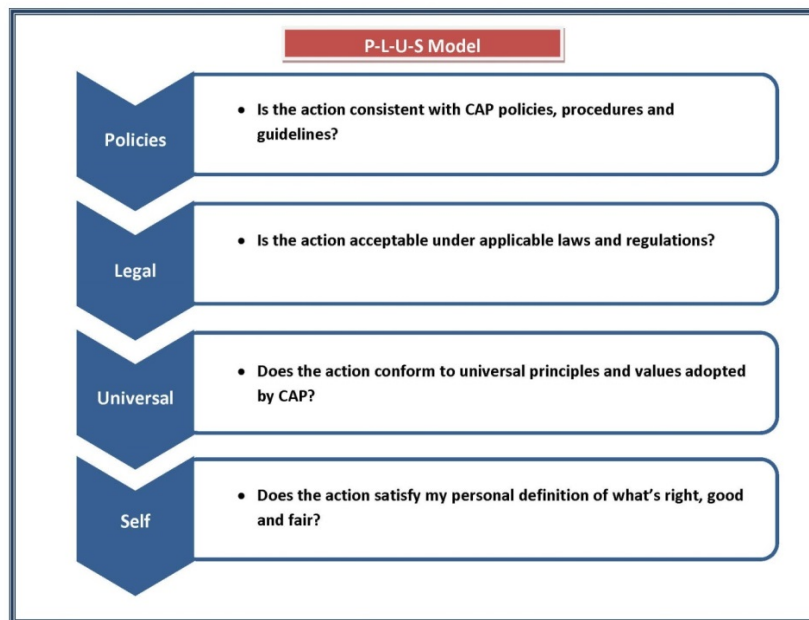 P-L-U-S Model
Policies
• Is the action consistent with CAP policies, procedures and
guidelines?
Legal
• Is the action acceptable under applicable laws and regulations?
Universal
• Does the action conform to universal principles and values adopted
by CAP?
Self
• Does the action satisfy my personal definition of what’s right, good
and fair?